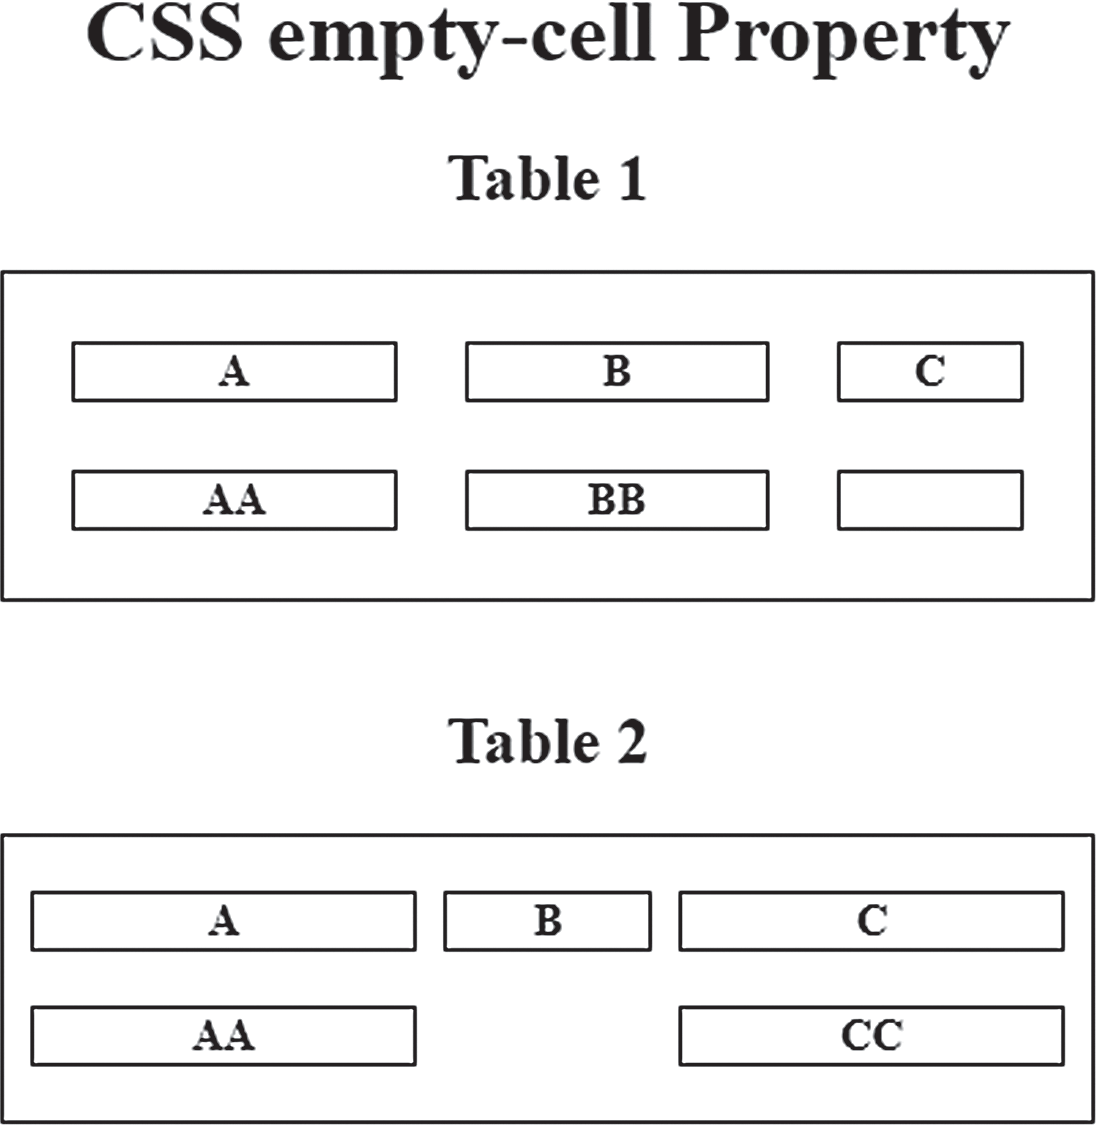 CSS empty-cell Property
Table 1
A B C
AA BB
Table 2
A B C
AA CC